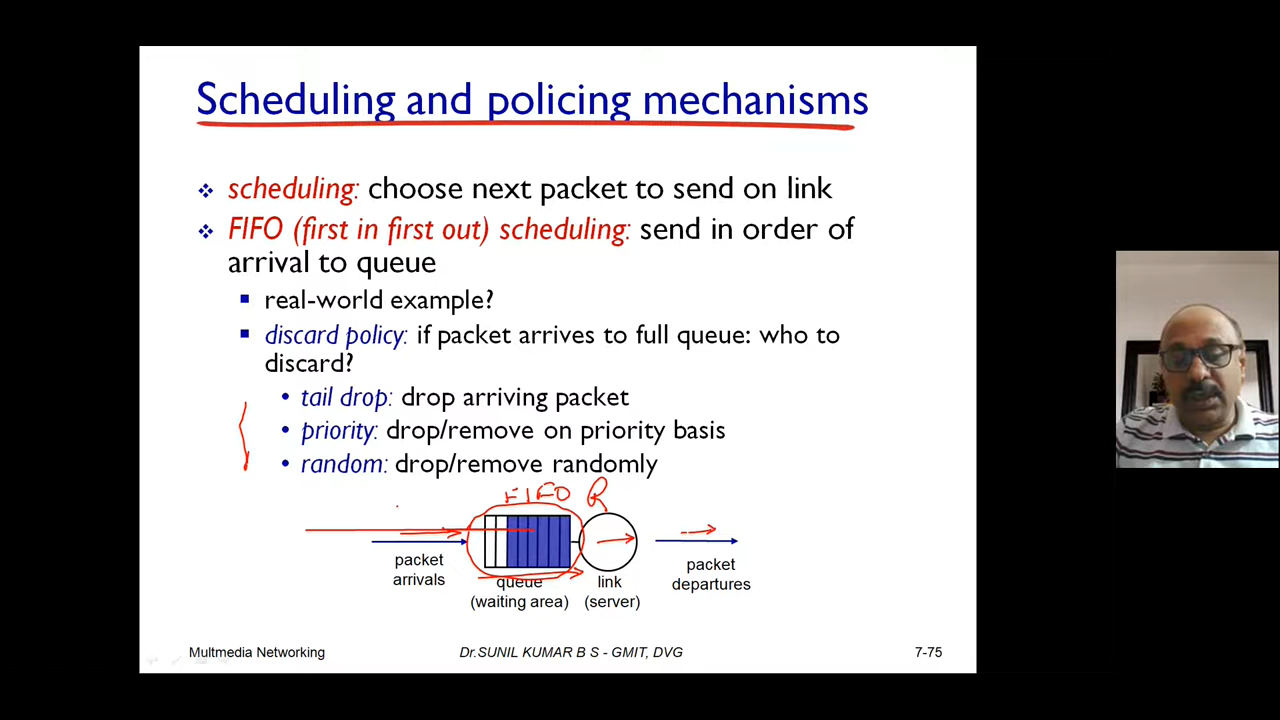 Scheduling and policing mechanisms
scheduling: choose next packet to send on link
FIFO (first in first out) scheduling: send in order of
arrival to queue
real-world example?
discard policy: if packet arrives to full queue: who to
discard?
tail drop: drop arriving packet
priority: drop/remove on priority basis
random: drop/remove randomly
FIFO R
packet
arrivals
queue
(waiting area)
link
(server)
packet
departures
Multmedia Networking
Dr.SUNIL KUMAR B S - GMIT, DVG
7-75